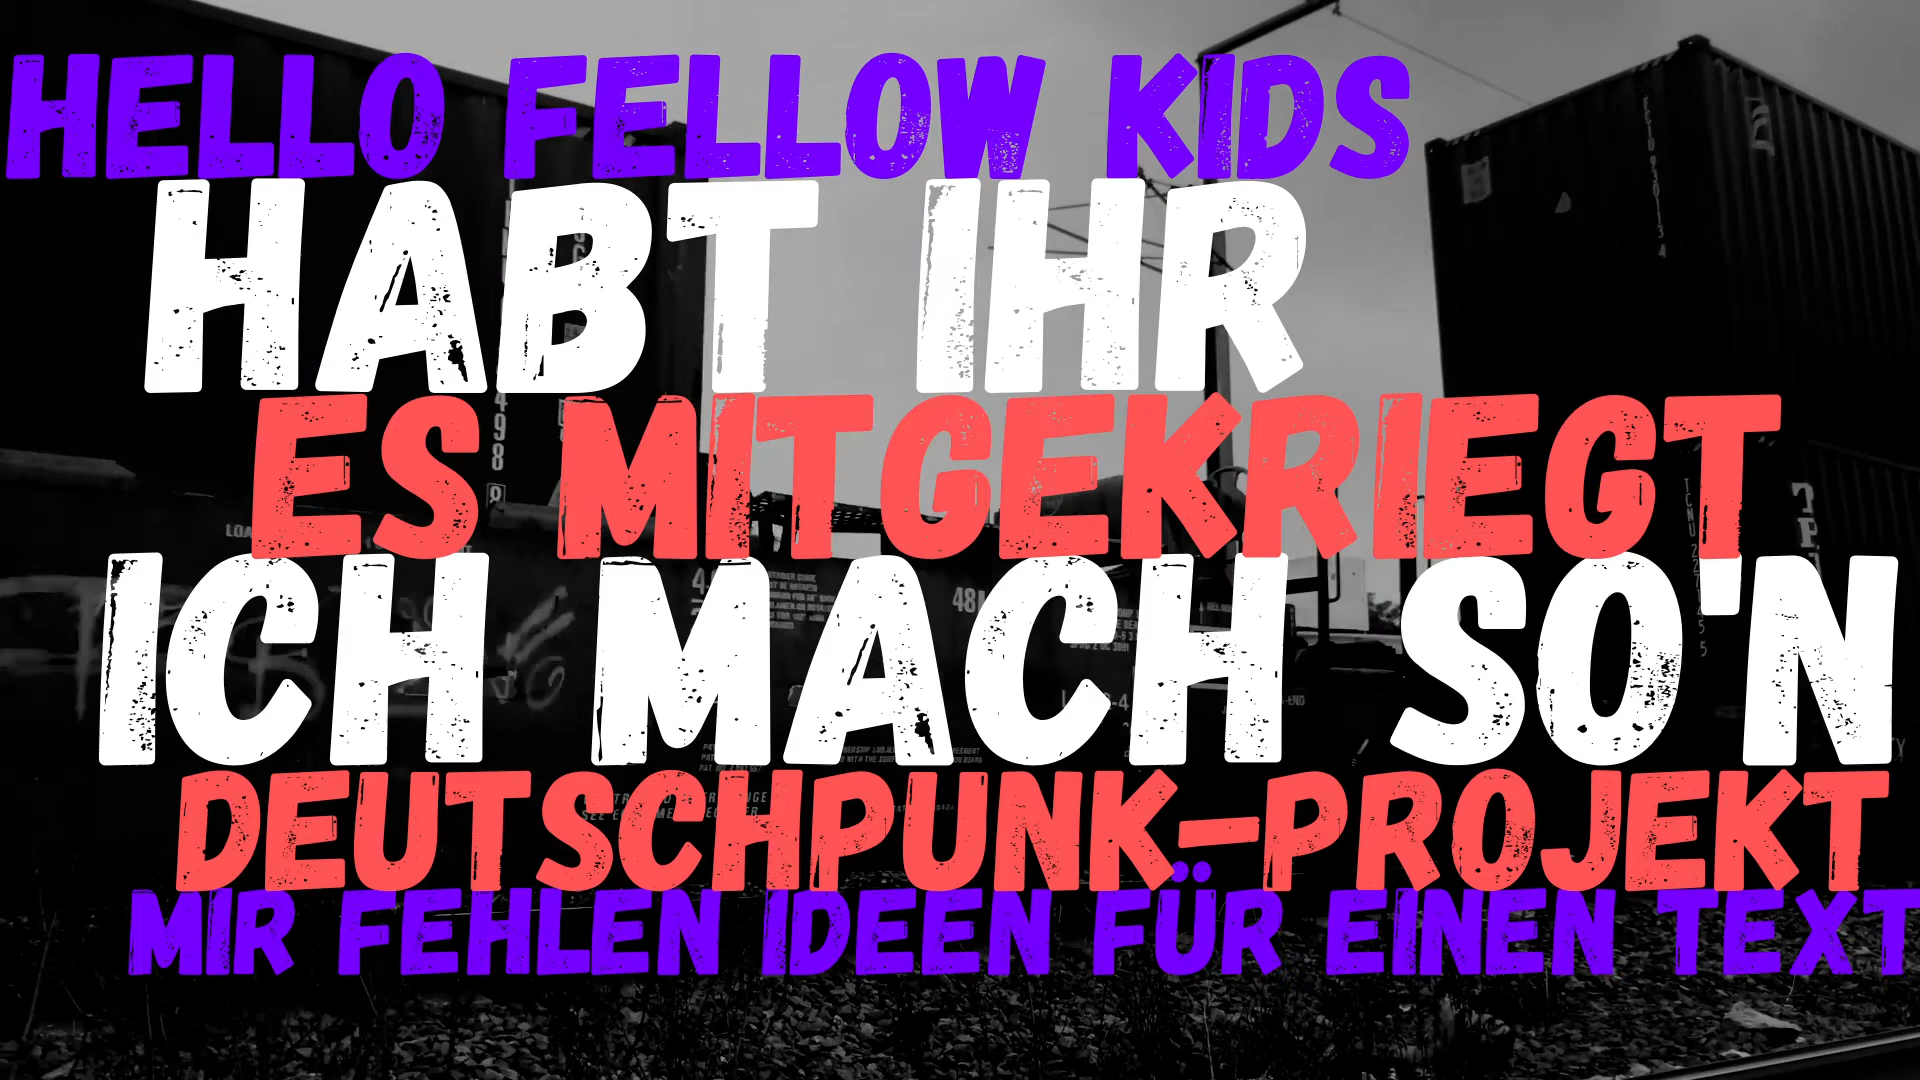 HELLO FELLOW KIDS
HABT IHR
ES MITGEKRIEGT
ICH MACH SO'N
DEUTSCHPUNK-PROJEKT
MIR FEHLEN IDEEN FÜR EINEN TEXT